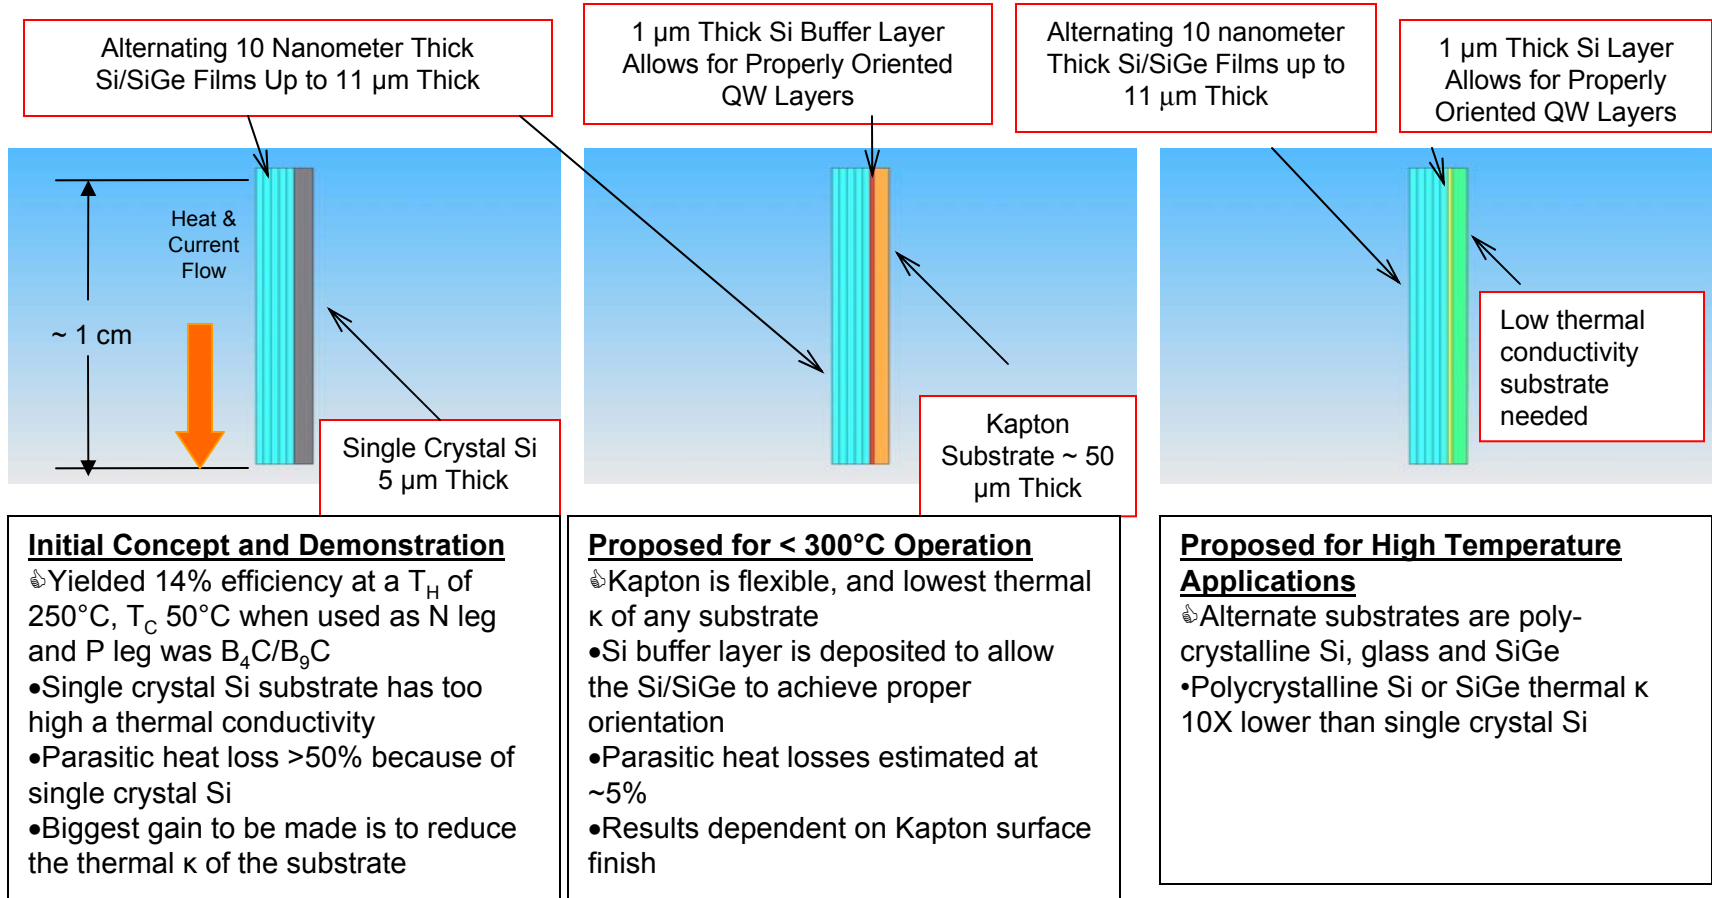 Alternating 10 Nanometer Thick
Si/SiGe Films Up to 11 µm Thick
1 µm Thick Si Buffer Layer
Allows for Properly Oriented
QW Layers
Alternating 10 nanometer
Thick Si/SiGe Films up to
11 µm Thick
1 µm Thick Si Layer
Allows for Properly
Oriented QW Layers
Heat &
Current
Flow
~ 1 cm
Single Crystal Si
5 µm Thick
Kapton
Substrate ~ 50
µm Thick
Low thermal
conductivity
substrate
needed
Initial Concept and Demonstration
👍Yielded 14% efficiency at a T_H of
250°C, T_C 50°C when used as N leg
and P leg was B₄C/B₉C
•Single crystal Si substrate has too
high a thermal conductivity
•Parasitic heat loss >50% because of
single crystal Si
•Biggest gain to be made is to reduce
the thermal κ of the substrate
Proposed for < 300°C Operation
👍Kapton is flexible, and lowest thermal
κ of any substrate
•Si buffer layer is deposited to allow
the Si/SiGe to achieve proper
orientation
•Parasitic heat losses estimated at
~5%
•Results dependent on Kapton surface
finish
Proposed for High Temperature
Applications
👍Alternate substrates are poly-
crystalline Si, glass and SiGe
•Polycrystalline Si or SiGe thermal κ
10X lower than single crystal Si